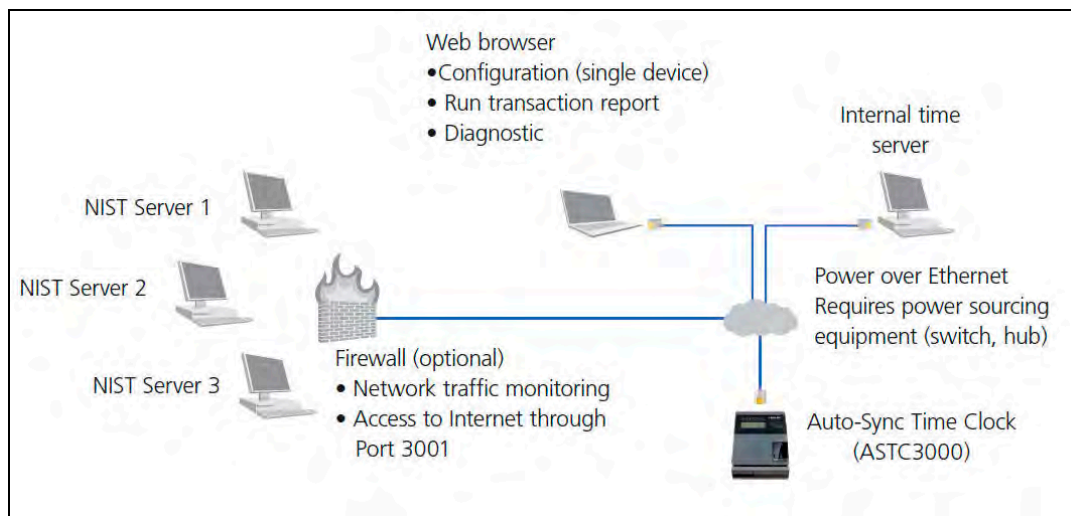 Web browser
•Configuration (single device)
• Run transaction report
• Diagnostic
Internal time
server
NIST Server 1
NIST Server 2
NIST Server 3
Firewall (optional)
• Network traffic monitoring
• Access to Internet through
Port 3001
Power over Ethernet
Requires power sourcing
equipment (switch, hub)
Auto-Sync Time Clock
(ASTC3000)